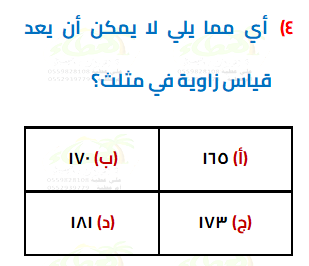 ٤) أي مما يلي لا يمكن أن يعد
قياس زاوية في مثلث؟
(أ) ١٦٥
(ب) ١٧٠
(ج) ١٧٣
(د) ١٨١